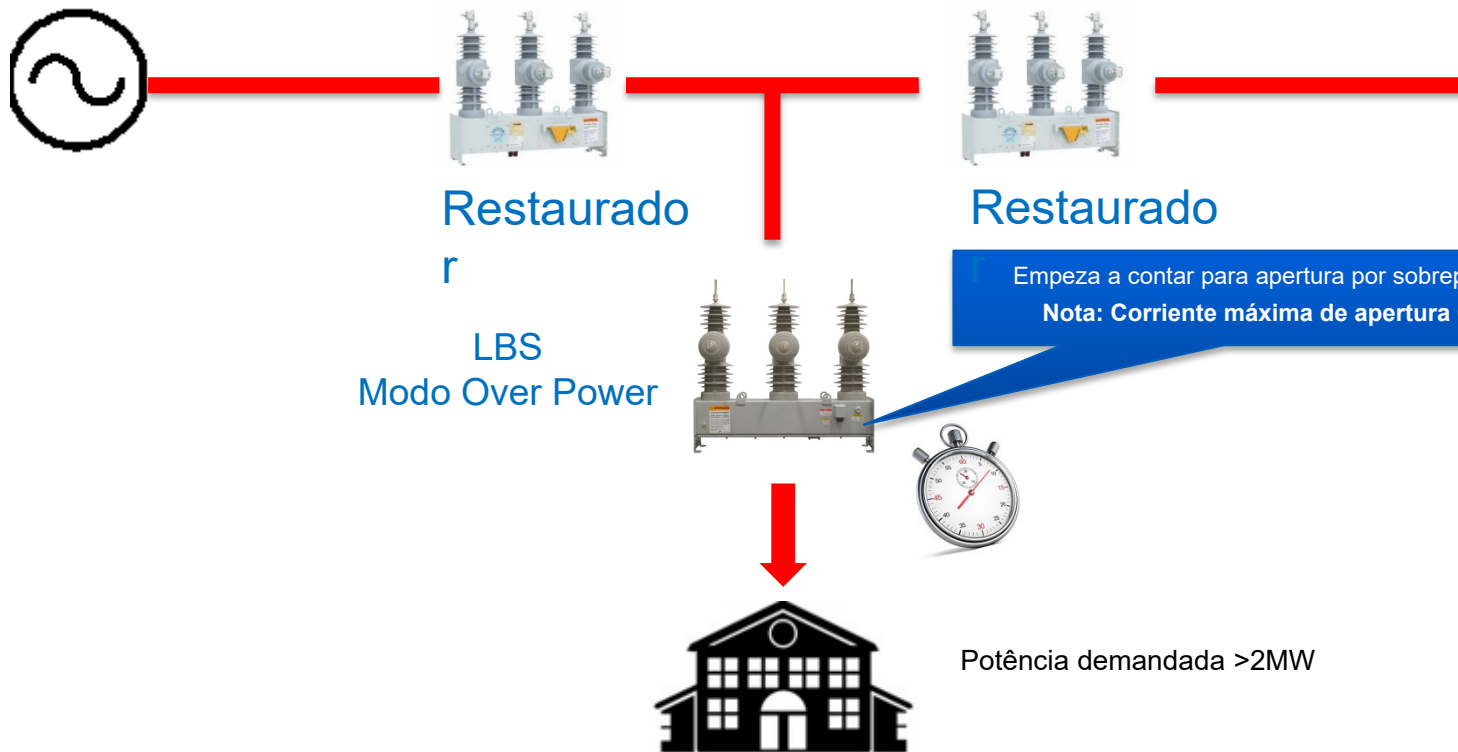 Restaurado
r
Restaurado
r
Empeza a contar para apertura por
Nota: Corriente máxima de apertura
LBS
Modo Over Power
Potência demandada >2MW